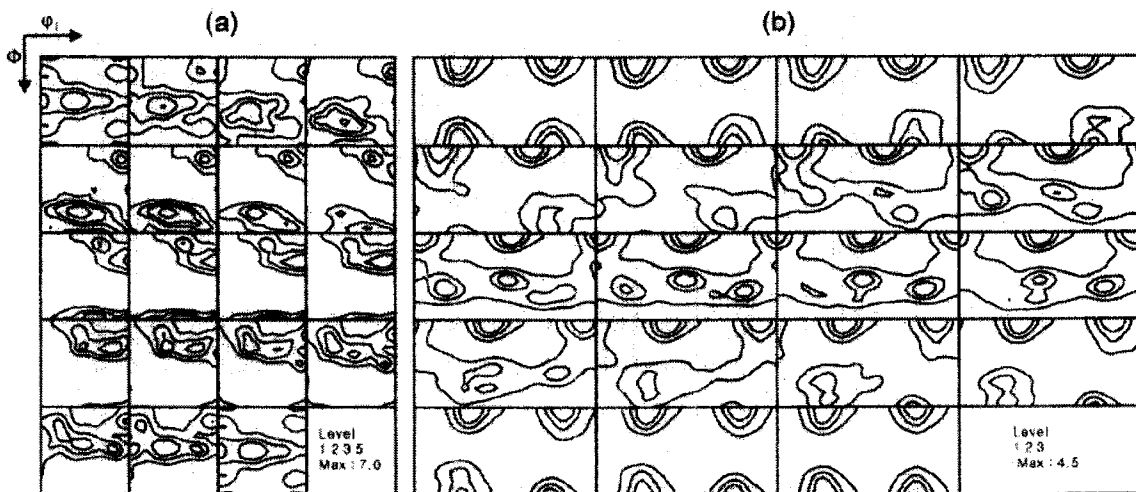 (a)
(b)
φ₁
Φ
Level
1 2 3 5
Max : 7.0
Level
1 2 3
Max : 4.5